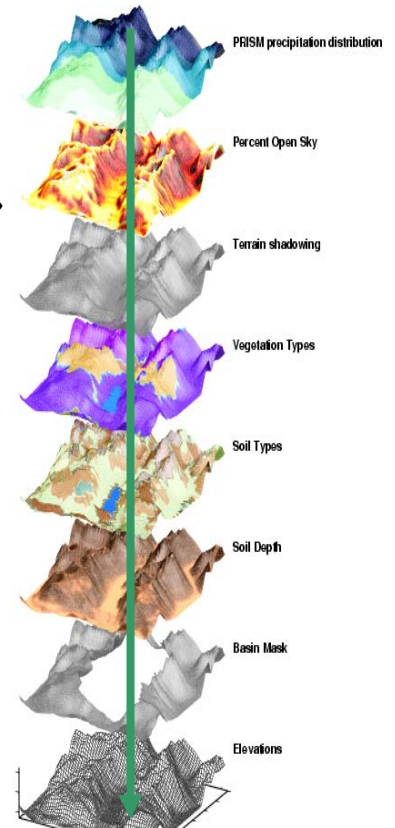 PRISM precipitation distribution
Percent Open Sky
Terrain shadowing
Vegetation Types
Soil Types
Soil Depth
Basin Mask
Elevations